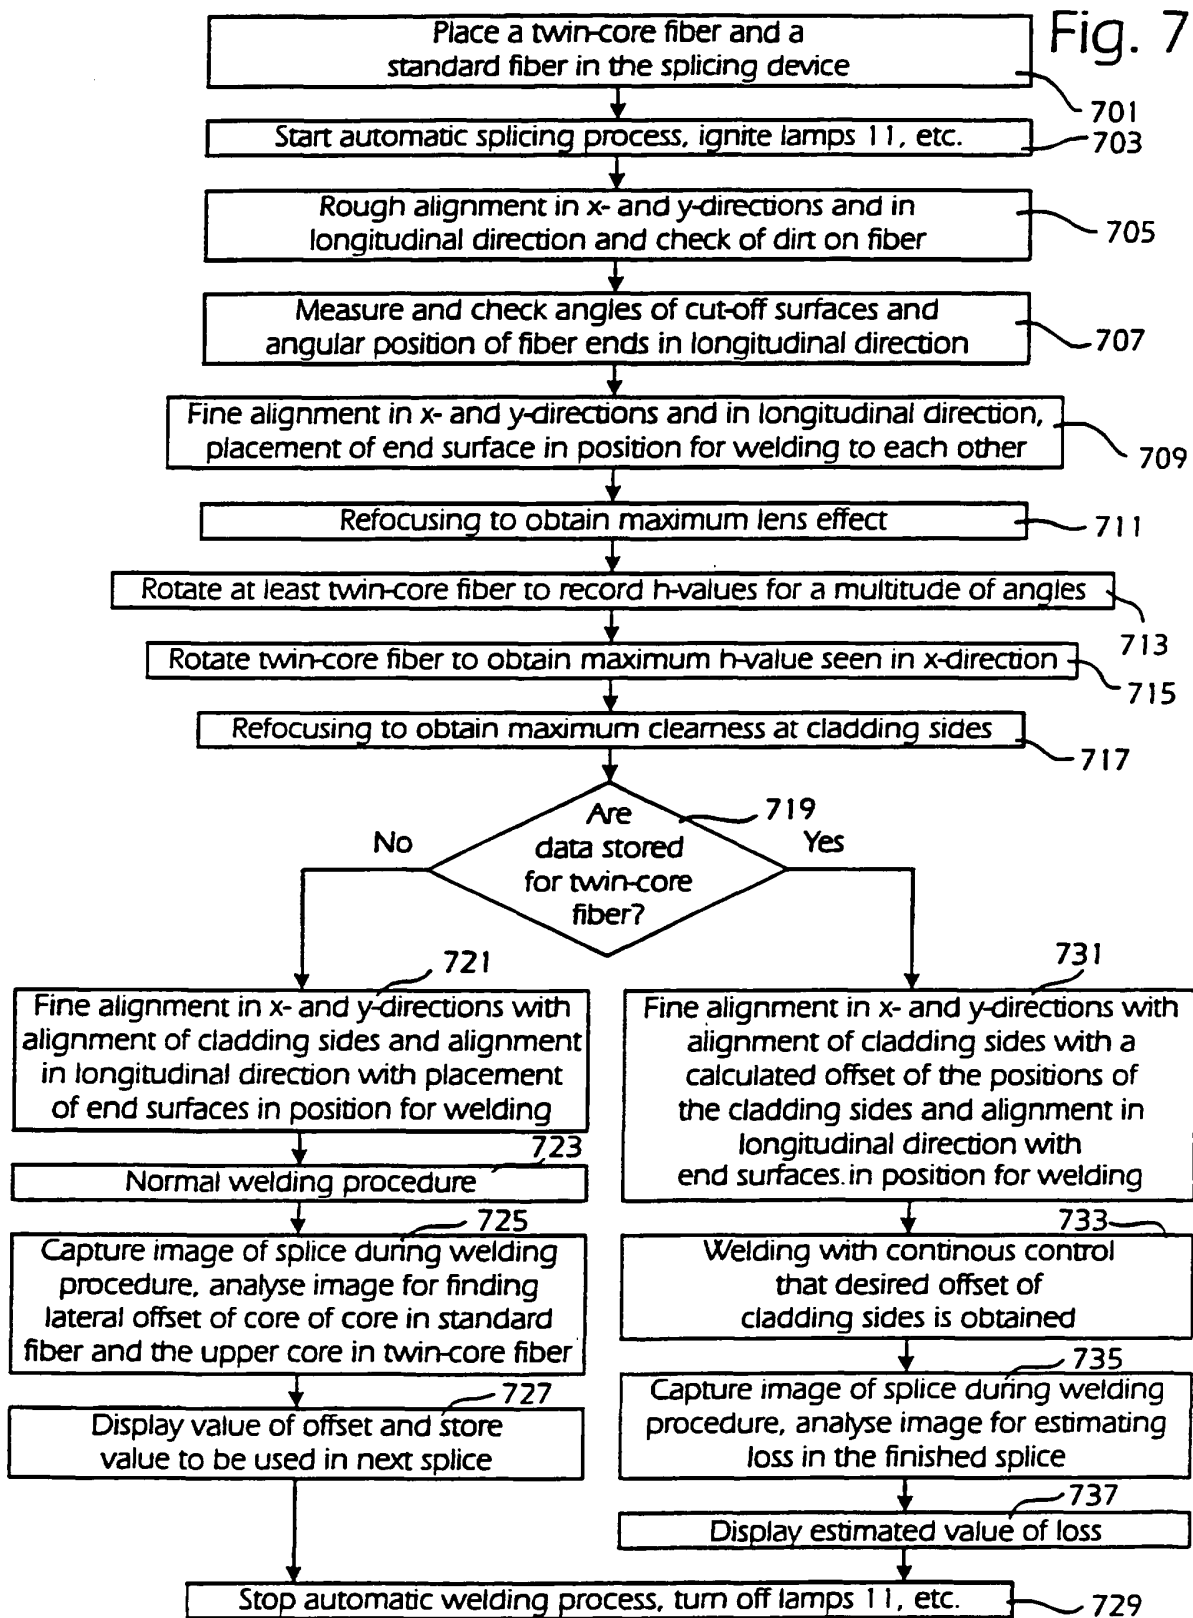 Fig. 7
Place a twin-core fiber and a
standard fiber in the splicing device
701
Start automatic splicing process, ignite lamps 11, etc.
703
Rough alignment in x- and y-directions and in
longitudinal direction and check of dirt on fiber
705
Measure and check angles of cut-off surfaces and
angular position of fiber ends in longitudinal direction
707
Fine alignment in x- and y-directions and in longitudinal direction,
placement of end surface in position for welding to each other
709
Refocusing to obtain maximum lens effect
711
Rotate at least twin-core fiber to record h-values for a multitude of angles
713
Rotate twin-core fiber to obtain maximum h-value seen in x-direction
715
Refocusing to obtain maximum clearness at cladding sides
717
719
Are
data stored
for twin-core
fiber?
No
Yes
721
Fine alignment in x- and y-directions with
alignment of cladding sides and alignment
in longitudinal direction with placement
of end surfaces in position for welding
723
Normal welding procedure
725
Capture image of splice during welding
procedure, analyse image for finding
lateral offset of core of core in standard
fiber and the upper core in twin-core fiber
727
Display value of offset and store
value to be used in next splice
731
Fine alignment in x- and y-directions with
alignment of cladding sides with a
calculated offset of the positions of
the cladding sides and alignment in
longitudinal direction with
end surfaces.in position for welding
733
Welding with continous control
that desired offset of
cladding sides is obtained
735
Capture image of splice during welding
procedure, analyse image for estimating
loss in the finished splice
737
Display estimated value of loss
Stop automatic welding process, turn off lamps 11, etc.
729